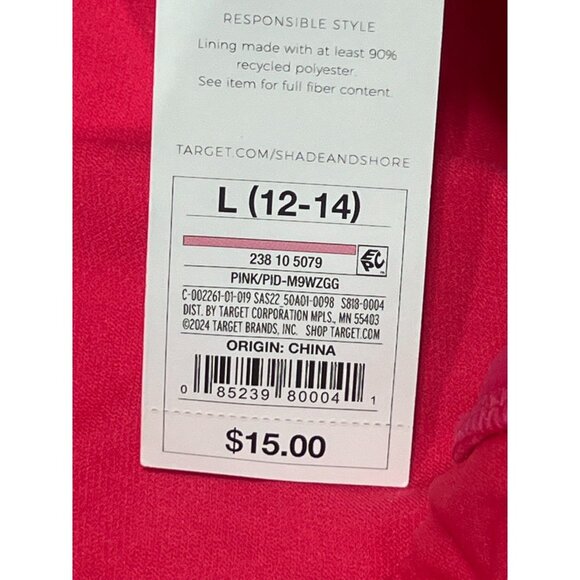 RESPONSIBLE STYLE
Lining made with at least 90%
recycled polyester.
See item for full fiber content.
TARGET.COM/SHADEANDSHORE
L (12-14)
238 10 5079
EPC
PINK/PID-M9WZGG
C-002261-01-019 SAS22_50A01-0098 S818-0004
DIST. BY TARGET CORPORATION MPLS., MN 55403
©2024 TARGET BRANDS, INC. SHOP TARGET.COM
ORIGIN: CHINA
0 85239 80004 1
$15.00